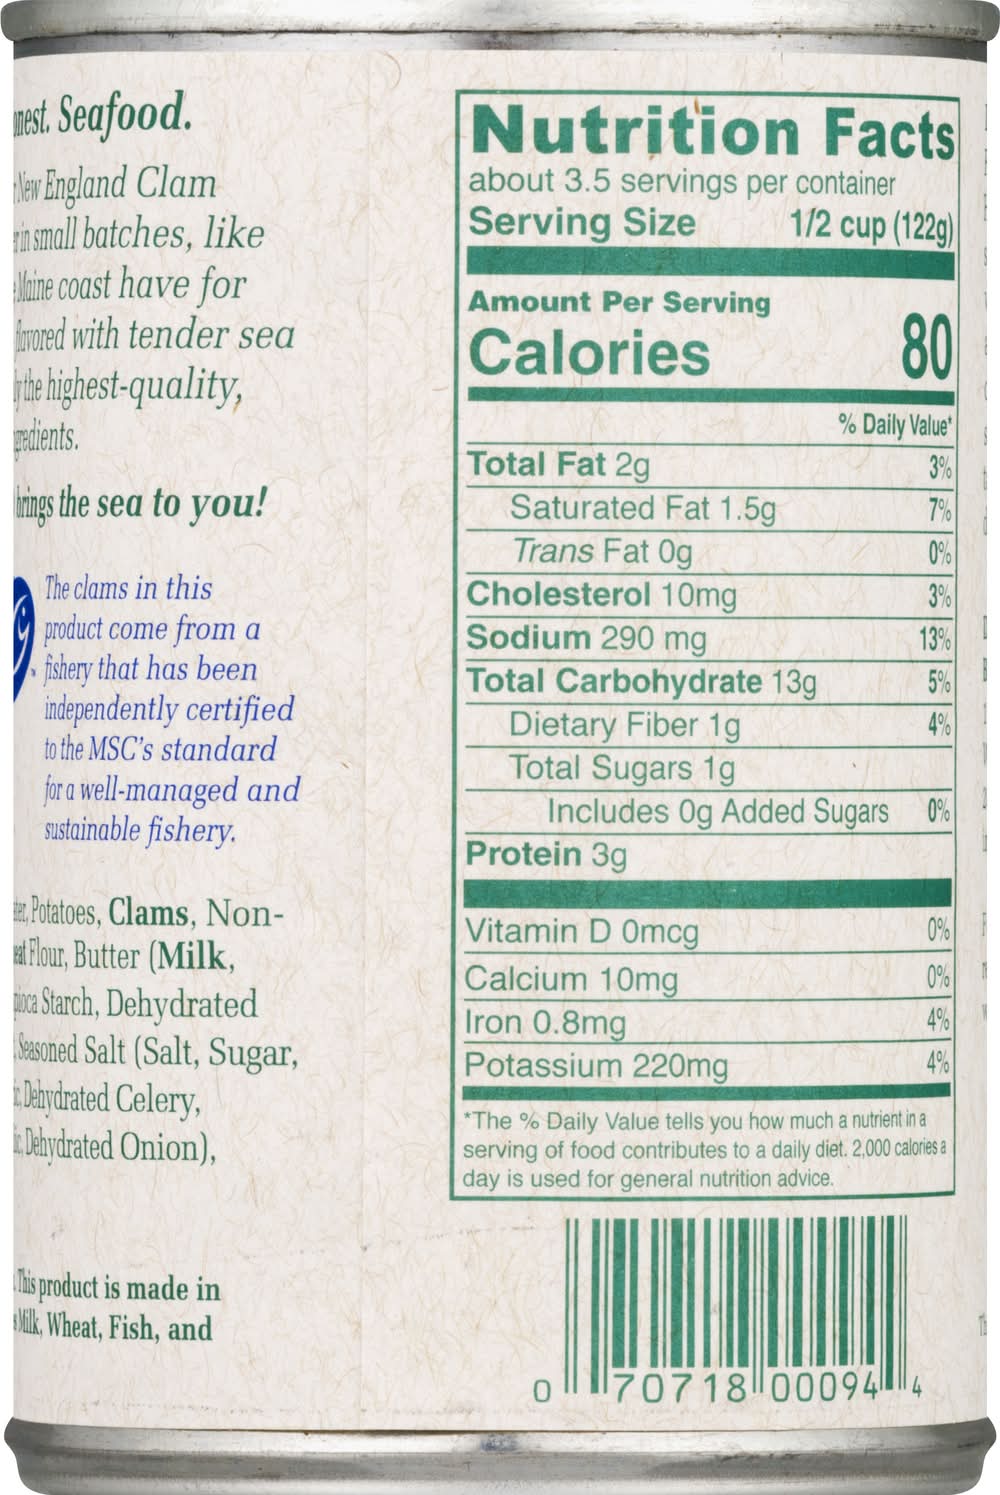 Seafood.
New England Clam
in small batches, like
Maine coast have for
flavored with tender sea
the highest-quality,
brings the sea to you!
The clams in this
product come from a
fishery that has been
independently certified
to the MSC's standard
for a well-managed and
sustainable fishery.
Potatoes, Clams, Non-
Flour, Butter (Milk,
Starch, Dehydrated
Seasoned Salt (Salt, Sugar,
Dehydrated Celery,
Dehydrated Onion),
This product is made in
Milk, Wheat, Fish, and
Nutrition Facts
about 3.5 servings per container
Serving Size 1/2 cup (122g)
Amount Per Serving
Calories 80
% Daily Value*
Total Fat 2g 3%
Saturated Fat 1.5g 7%
Trans Fat 0g 0%
Cholesterol 10mg 3%
Sodium 290 mg 13%
Total Carbohydrate 13g 5%
Dietary Fiber 1g 4%
Total Sugars 1g
Includes 0g Added Sugars 0%
Protein 3g
Vitamin D 0mcg 0%
Calcium 10mg 0%
Iron 0.8mg 4%
Potassium 220mg 4%
*The % Daily Value tells you how much a nutrient in a
serving of food contributes to a daily diet. 2,000 calories a
day is used for general nutrition advice.
0 70718 00094 4